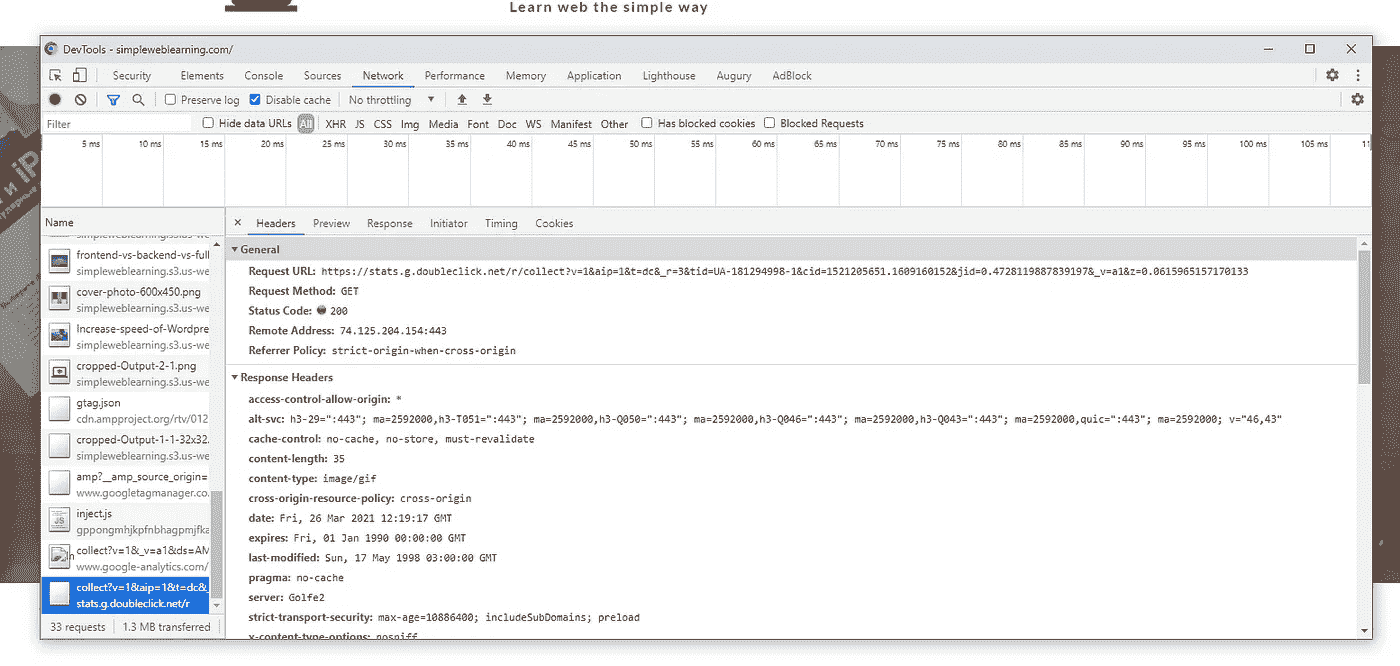 Learn web the simple way
DevTools - simpleweblearning.com/
Security Elements Console Sources Network Performance Memory Application Lighthouse Augury AdBlock
Preserve log Disable cache No throttling
Filter Hide data URLs All XHR JS CSS Img Media Font Doc WS Manifest Other Has blocked cookies Blocked Requests
5 ms 10 ms 15 ms 20 ms 25 ms 30 ms 35 ms 40 ms 45 ms 50 ms 55 ms 60 ms 65 ms 70 ms 75 ms 80 ms 85 ms 90 ms 95 ms 100 ms 105 ms 11
Name
simpleweblearning.s3.us-we
frontend-vs-backend-vs-full
simpleweblearning.s3.us-we
cover-photo-600x450.png
simpleweblearning.s3.us-we
Increase-speed-of-Wordpre
simpleweblearning.s3.us-we
cropped-Output-2-1.png
simpleweblearning.s3.us-we
gtag.json
cdn.ampproject.org/rtv/012
cropped-Output-1-1-32x32.
simpleweblearning.s3.us-we
amp?__amp_source_origin=
www.googletagmanager.co
inject.js
gppongmhjkpfnbhagpmjfka
collect?v=1&_v=a1&ds=AM
www.google-analytics.com/
collect?v=1&aip=1&t=dc&_
stats.g.doubleclick.net/r
33 requests 1.3 MB transferred
Headers Preview Response Initiator Timing Cookies
General
Request URL: https://stats.g.doubleclick.net/r/collect?v=1&aip=1&t=dc&_r=3&tid=UA-181294998-1&cid=1521205651.1609160152&jid=0.4728119887839197&_v=a1&z=0.0615965157170133
Request Method: GET
Status Code: 200
Remote Address: 74.125.204.154:443
Referrer Policy: strict-origin-when-cross-origin
Response Headers
access-control-allow-origin: *
alt-svc: h3-29=":443"; ma=2592000,h3-T051=":443"; ma=2592000,h3-Q050=":443"; ma=2592000,h3-Q046=":443"; ma=2592000,h3-Q043=":443"; ma=2592000,quic=":443"; ma=2592000; v="46,43"
cache-control: no-cache, no-store, must-revalidate
content-length: 35
content-type: image/gif
cross-origin-resource-policy: cross-origin
date: Fri, 26 Mar 2021 12:19:17 GMT
expires: Fri, 01 Jan 1990 00:00:00 GMT
last-modified: Sun, 17 May 1998 03:00:00 GMT
pragma: no-cache
server: Golfe2
strict-transport-security: max-age=10886400; includeSubDomains; preload
x-content-type-options: nosniff